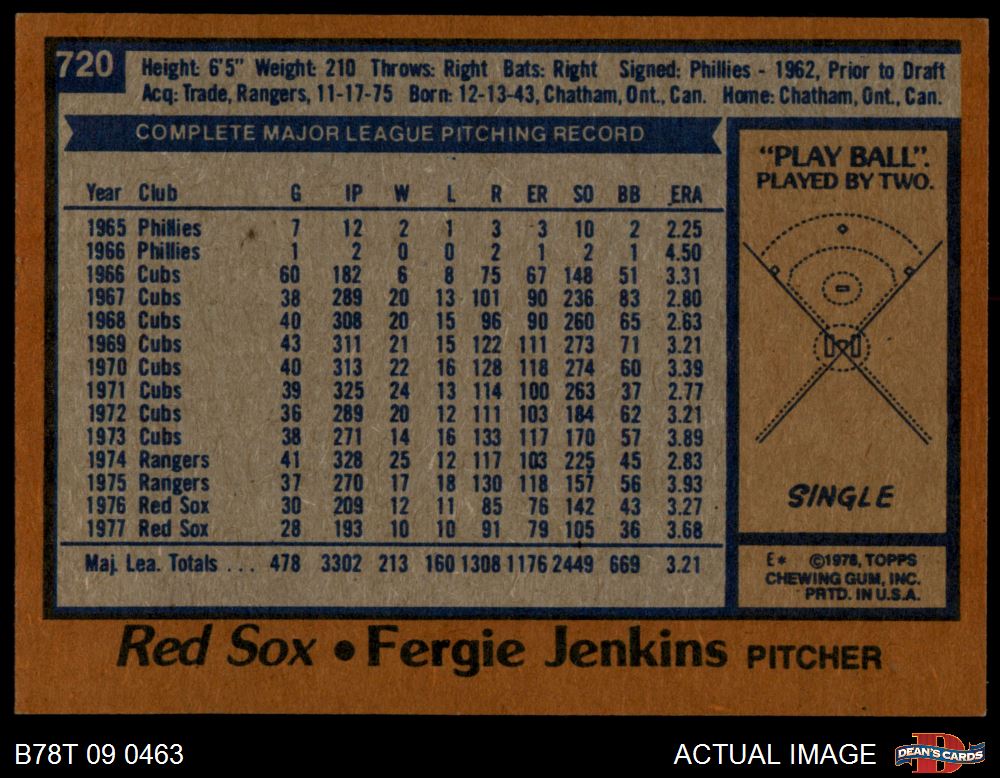 720
Height: 6'5" Weight: 210 Throws: Right Bats: Right Signed: Phillies - 1962, Prior to Draft
Acq: Trade, Rangers, 11-17-75 Born: 12-13-43, Chatham, Ont., Can. Home: Chatham, Ont., Can.
COMPLETE MAJOR LEAGUE PITCHING RECORD
Year Club G IP W L R ER SO BB ERA
1965 Phillies 7 12 2 1 3 3 10 2 2.25
1966 Phillies 1 2 0 0 2 1 2 1 4.50
1966 Cubs 60 182 6 8 75 67 148 51 3.31
1967 Cubs 38 289 20 13 101 90 236 83 2.80
1968 Cubs 40 308 20 15 96 90 260 65 2.63
1969 Cubs 43 311 21 15 122 111 273 71 3.21
1970 Cubs 40 313 22 16 128 118 274 60 3.39
1971 Cubs 39 325 24 13 114 100 263 37 2.77
1972 Cubs 36 289 20 12 111 103 184 62 3.21
1973 Cubs 38 271 14 16 133 117 170 57 3.89
1974 Rangers 41 328 25 12 117 103 225 45 2.83
1975 Rangers 37 270 17 18 130 118 157 56 3.93
1976 Red Sox 30 209 12 11 85 76 142 43 3.27
1977 Red Sox 28 193 10 10 91 79 105 36 3.68
Maj. Lea. Totals ... 478 3302 213 160 1308 1176 2449 669 3.21
"PLAY BALL".
PLAYED BY TWO.
SINGLE
E* ©1978, TOPPS
CHEWING GUM, INC.
PRTD. IN U.S.A.
Red Sox • Fergie Jenkins PITCHER
B78T 09 0463
ACTUAL IMAGE
DEAN'S CARDS